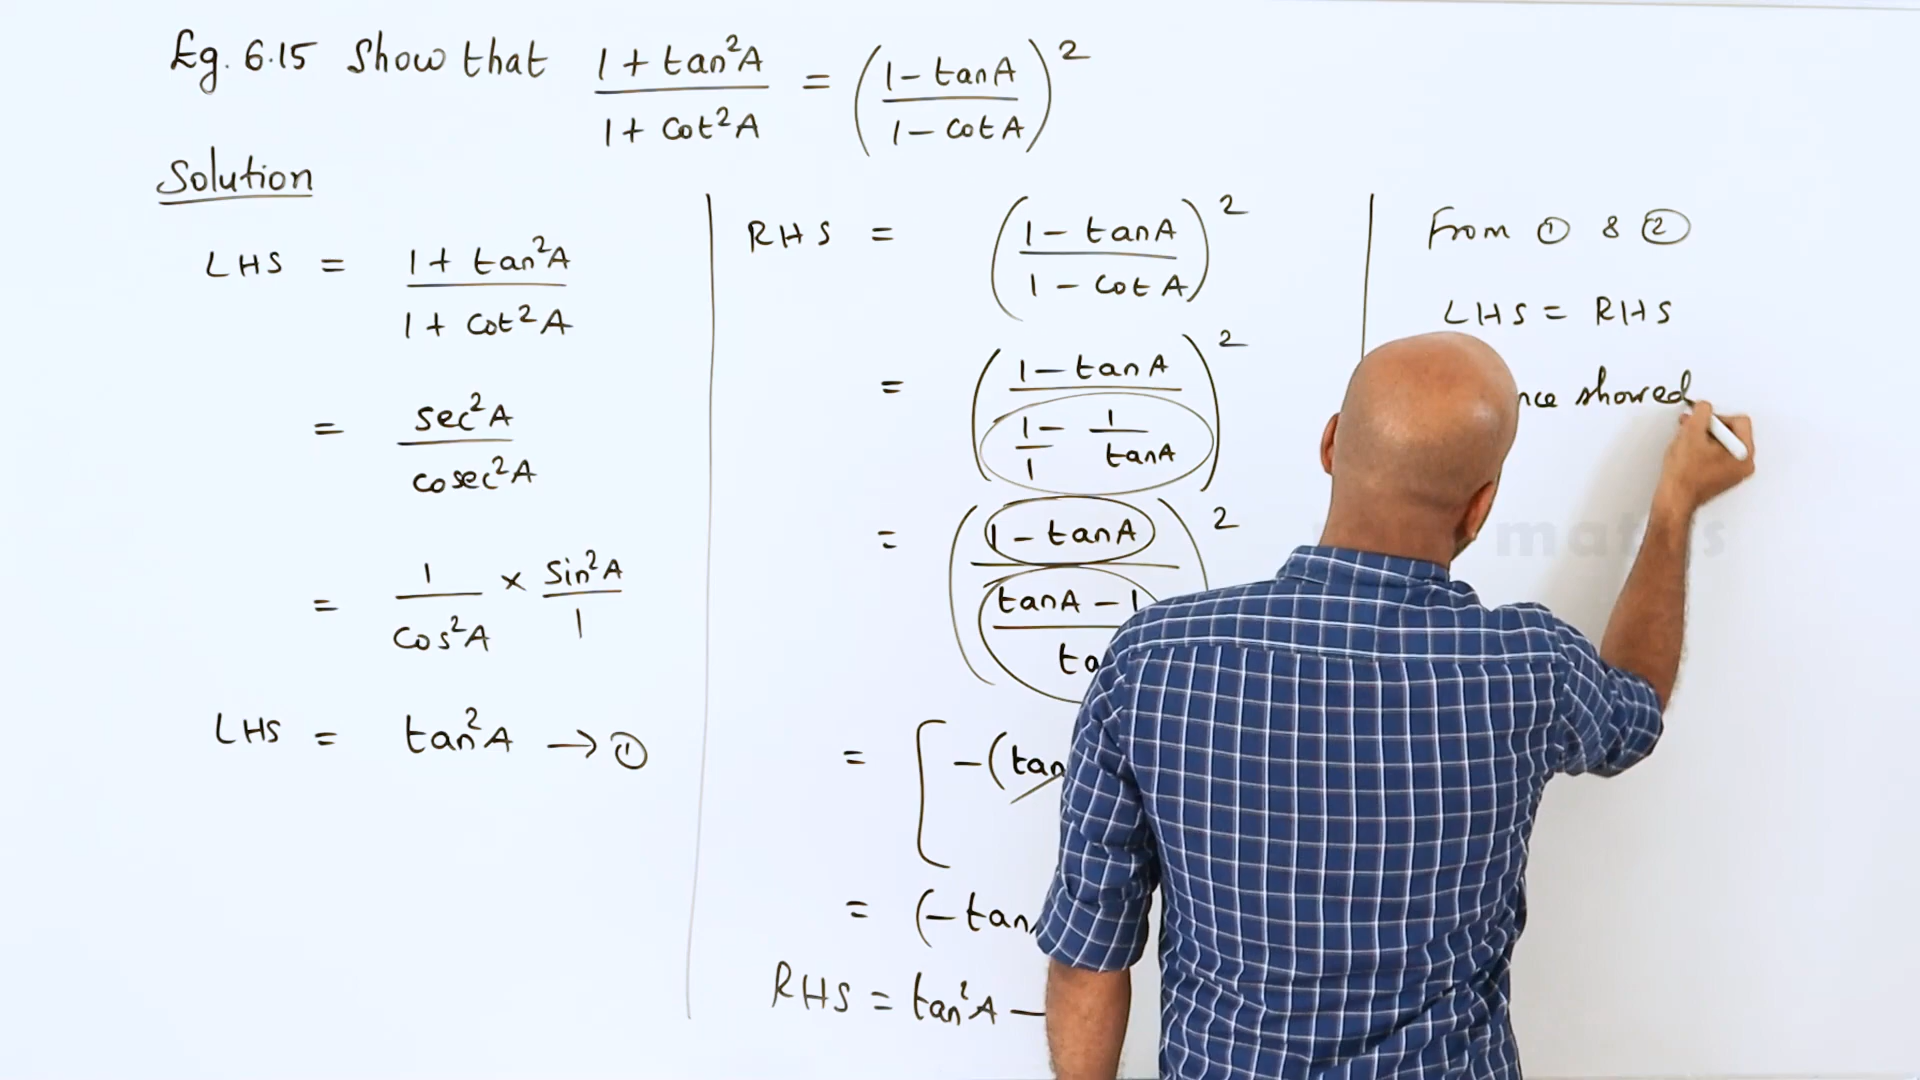 Eg. 6.15 Show that (1 + tan²A)/(1 + cot²A) = ((1 - tanA)/(1 - cotA))²
Solution
LHS = (1 + tan²A)/(1 + cot²A)
= sec²A/cosec²A
= 1/cos²A × sin²A/1
LHS = tan²A → ①
RHS = ((1 - tanA)/(1 - cotA))²
= ((1 - tanA)/(1/1 - 1/tanA))²
= ((1 - tanA)/((tanA - 1)/
= [-(tan
= (-tan
RHS = tan²A -
From ① & ②
LHS = RHS
showed